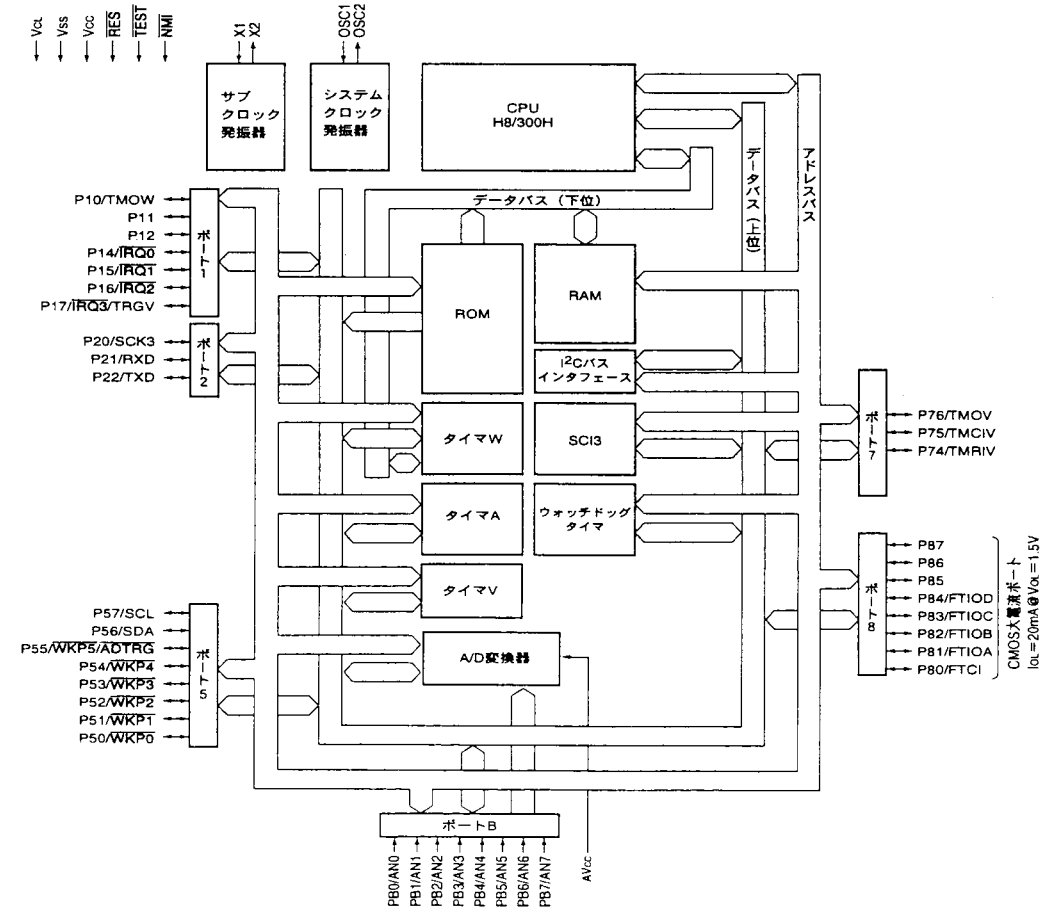 VCL
VSS
VCC
RES
TEST
NMI
X1
X2
OSC1
OSC2
サブ
クロック
発振器
システム
クロック
発振器
CPU
H8/300H
データバス（下位）
データバス（上位）
アドレスバス
P10/TMOW
P11
P12
P14/IRQ0
P15/IRQ1
P16/IRQ2
P17/IRQ3/TRGV
ポート1
P20/SCK3
P21/RXD
P22/TXD
ポート2
ROM
RAM
I²Cバス
インタフェース
タイマW
SCI3
タイマA
ウォッチドッグ
タイマ
タイマV
A/D変換器
P57/SCL
P56/SDA
P55/WKP5/ADTRG
P54/WKP4
P53/WKP3
P52/WKP2
P51/WKP1
P50/WKP0
ポート5
ポート7
P76/TMOV
P75/TMCIV
P74/TMRIV
ポート8
P87
P86
P85
P84/FTIOD
P83/FTIOC
P82/FTIOB
P81/FTIOA
P80/FTCI
CMOS大電流ポート
IOL=20mA@VOL=1.5V
ポートB
PB0/AN0
PB1/AN1
PB2/AN2
PB3/AN3
PB4/AN4
PB5/AN5
PB6/AN6
PB7/AN7
AVcc